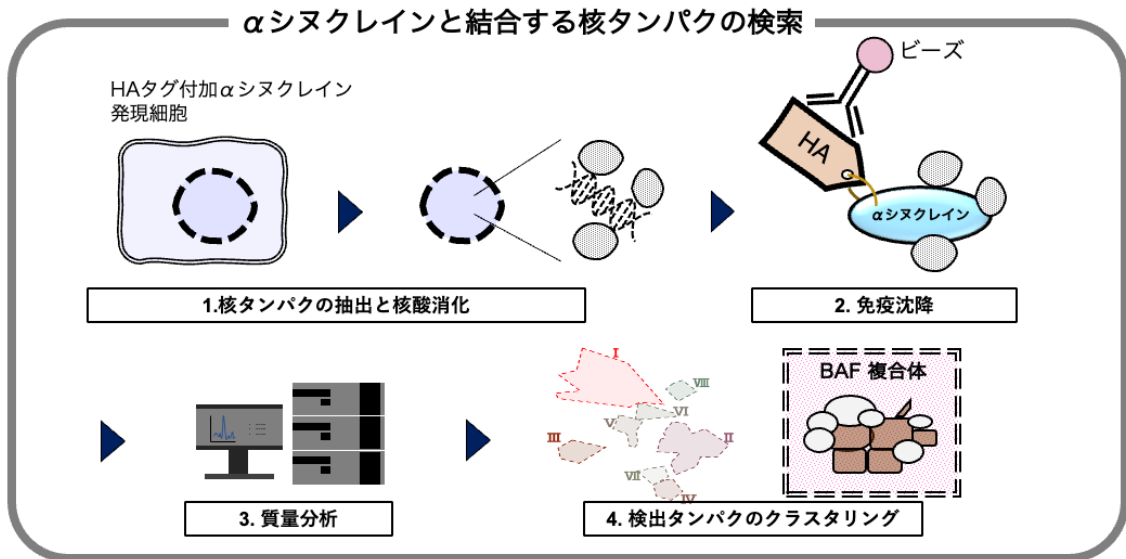 αシヌクレインと結合する核タンパクの検索
HAタグ付加αシヌクレイン
発現細胞
ビーズ
HA
αシヌクレイン
1.核タンパクの抽出と核酸消化
2. 免疫沈降
I
VIII
VI
V
III
II
VII
IV
BAF 複合体
3. 質量分析
4. 検出タンパクのクラスタリング